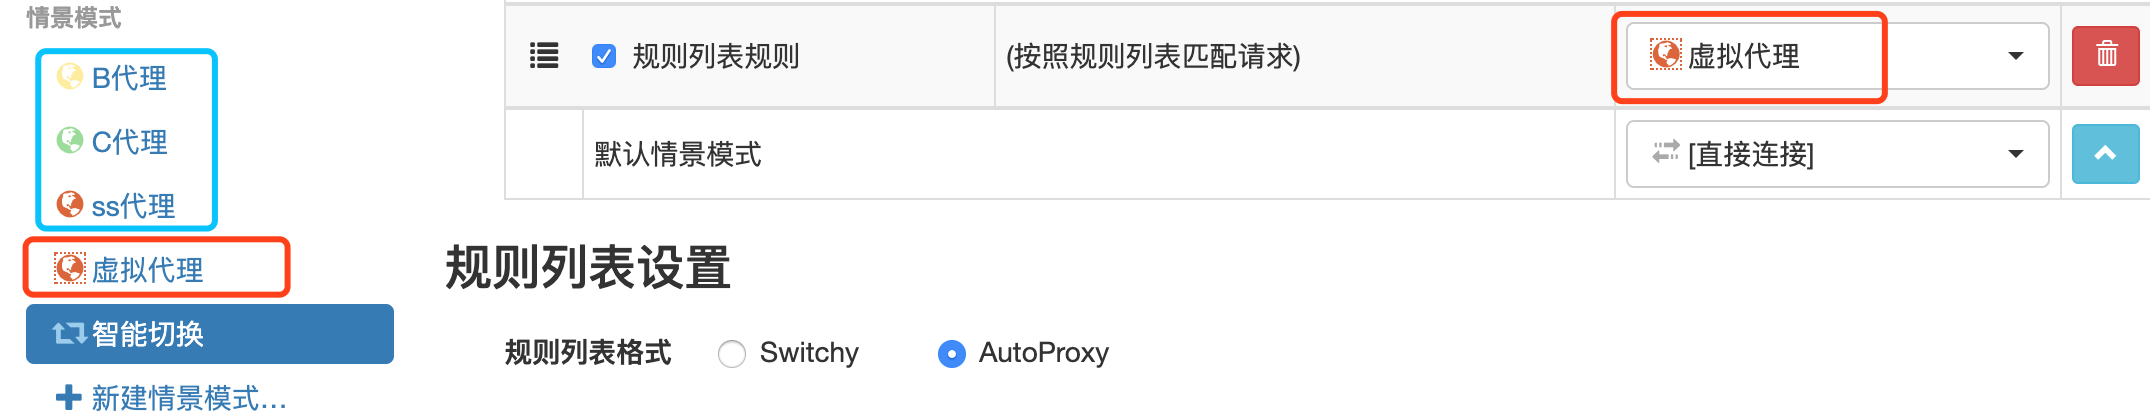 情景模式
B代理
C代理
ss代理
虚拟代理
智能切换
新建情景模式...
规则列表规则
(按照规则列表匹配请求)
虚拟代理
默认情景模式
[直接连接]
规则列表设置
规则列表格式
Switchy
AutoProxy